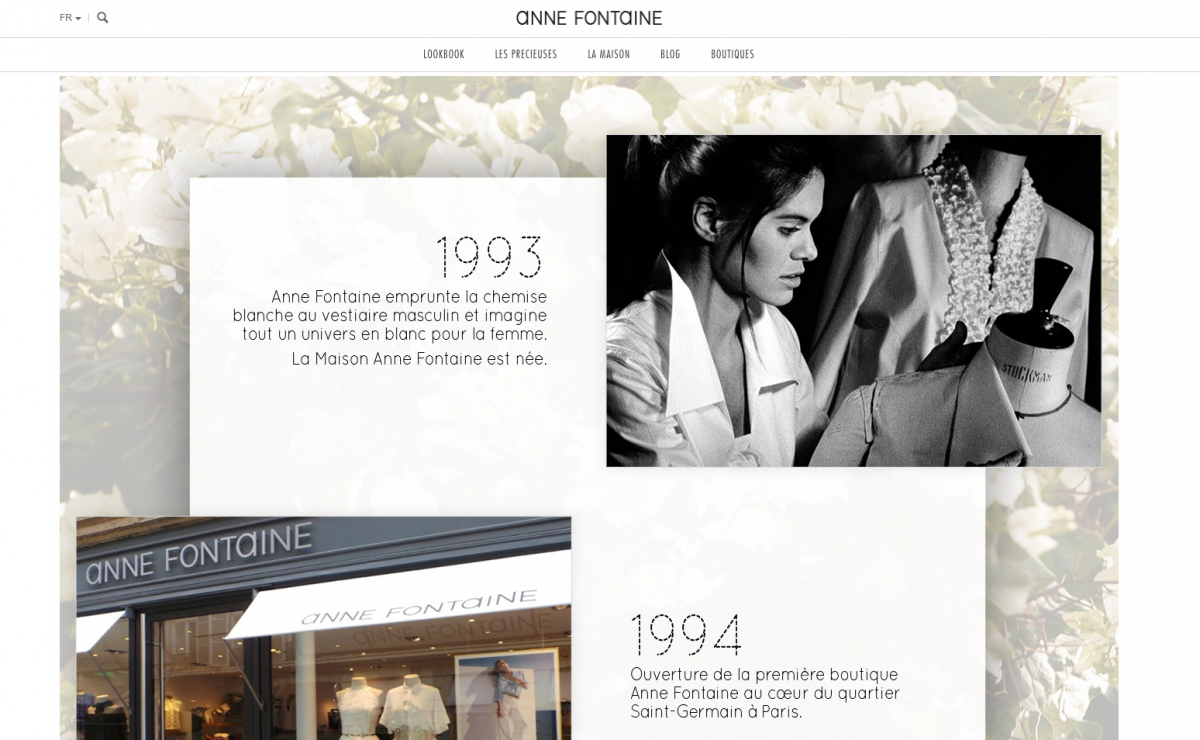 FR
ANNE FONTAINE
LOOKBOOK LES PRECIEUSES LA MAISON BLOG BOUTIQUES
1993
Anne Fontaine emprunte la chemise
blanche au vestiaire masculin et imagine
tout un univers en blanc pour la femme.
La Maison Anne Fontaine est née.
STOCKMAN
ANNE FONTAINE
ANNE FONTAINE
ANNE FONTAINE
1994
Ouverture de la première boutique
Anne Fontaine au cœur du quartier
Saint-Germain à Paris.